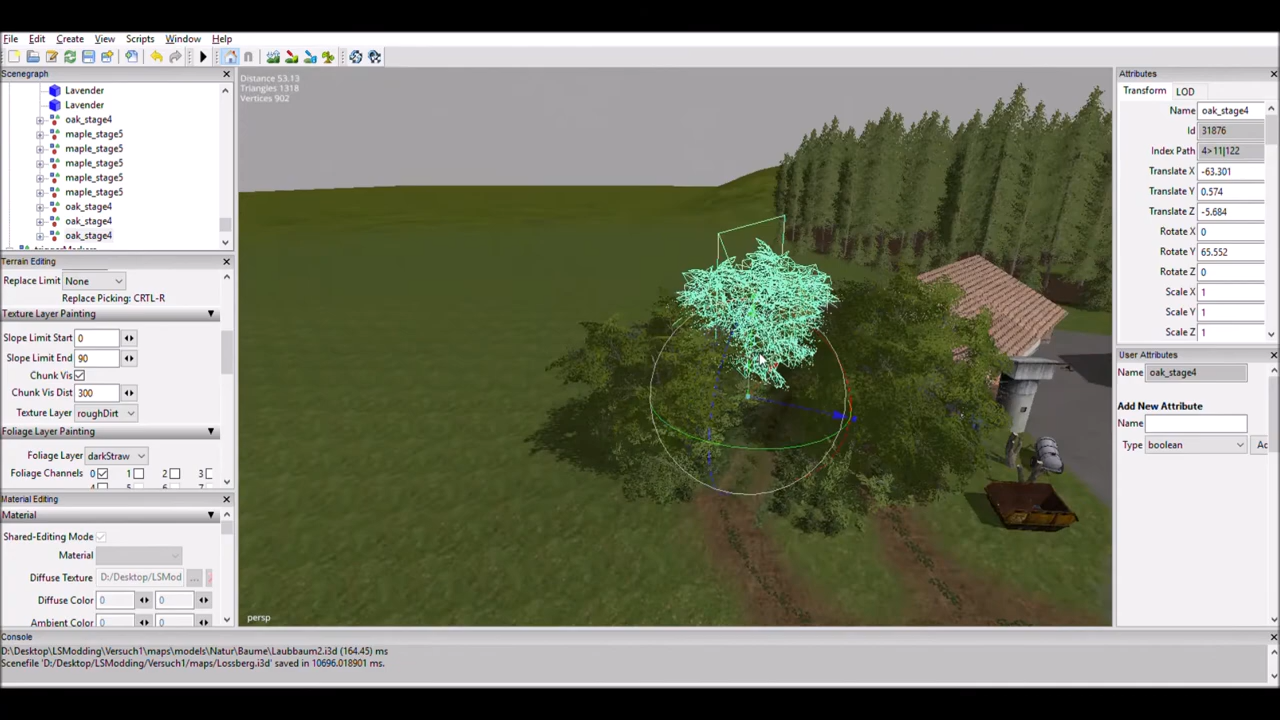 File Edit Create View Scripts Window Help
Scenegraph
Lavender
Lavender
oak_stage4
maple_stage5
maple_stage5
maple_stage5
maple_stage5
maple_stage5
oak_stage4
oak_stage4
oak_stage4
Terrain Editing
Replace Limit None
Replace Picking: CRTL-R
Texture Layer Painting
Slope Limit Start 0
Slope Limit End 90
Chunk Vis
Chunk Vis Dist 300
Texture Layer roughDirt
Foliage Layer Painting
Foliage Layer darkStraw
Foliage Channels 0 1 2 3
Material Editing
Material
Shared-Editing Mode
Material
Diffuse Texture D:/Desktop/LSMod ...
Diffuse Color 0 0
Ambient Color 0 0
Distance 53.13
Triangles 1318
Vertices 902
persp
Attributes
Transform LOD
Name oak_stage4
Id 31876
Index Path 4>11|122
Translate X -63.301
Translate Y 0.574
Translate Z -5.684
Rotate X 0
Rotate Y 65.552
Rotate Z 0
Scale X 1
Scale Y 1
Scale Z 1
User Attributes
Name oak_stage4
Add New Attribute
Name
Type boolean Ac
Console
D:\Desktop\LSModding\Versuch1\maps\models\Natur\Baume\Laubbaum2.i3d (164.45) ms
Scenefile 'D:/Desktop/LSModding/Versuch1/maps/Lossberg.i3d' saved in 10696.018901 ms.